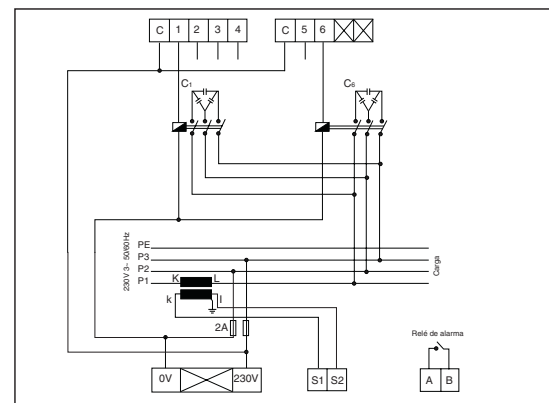 C 1 2 3 4 C 5 6
C1 C6
230V 3~ 50/60Hz
PE
P3
P2
P1
K L
k l
Carga
2A
Relé de alarma
0V 230V
S1 S2
A B